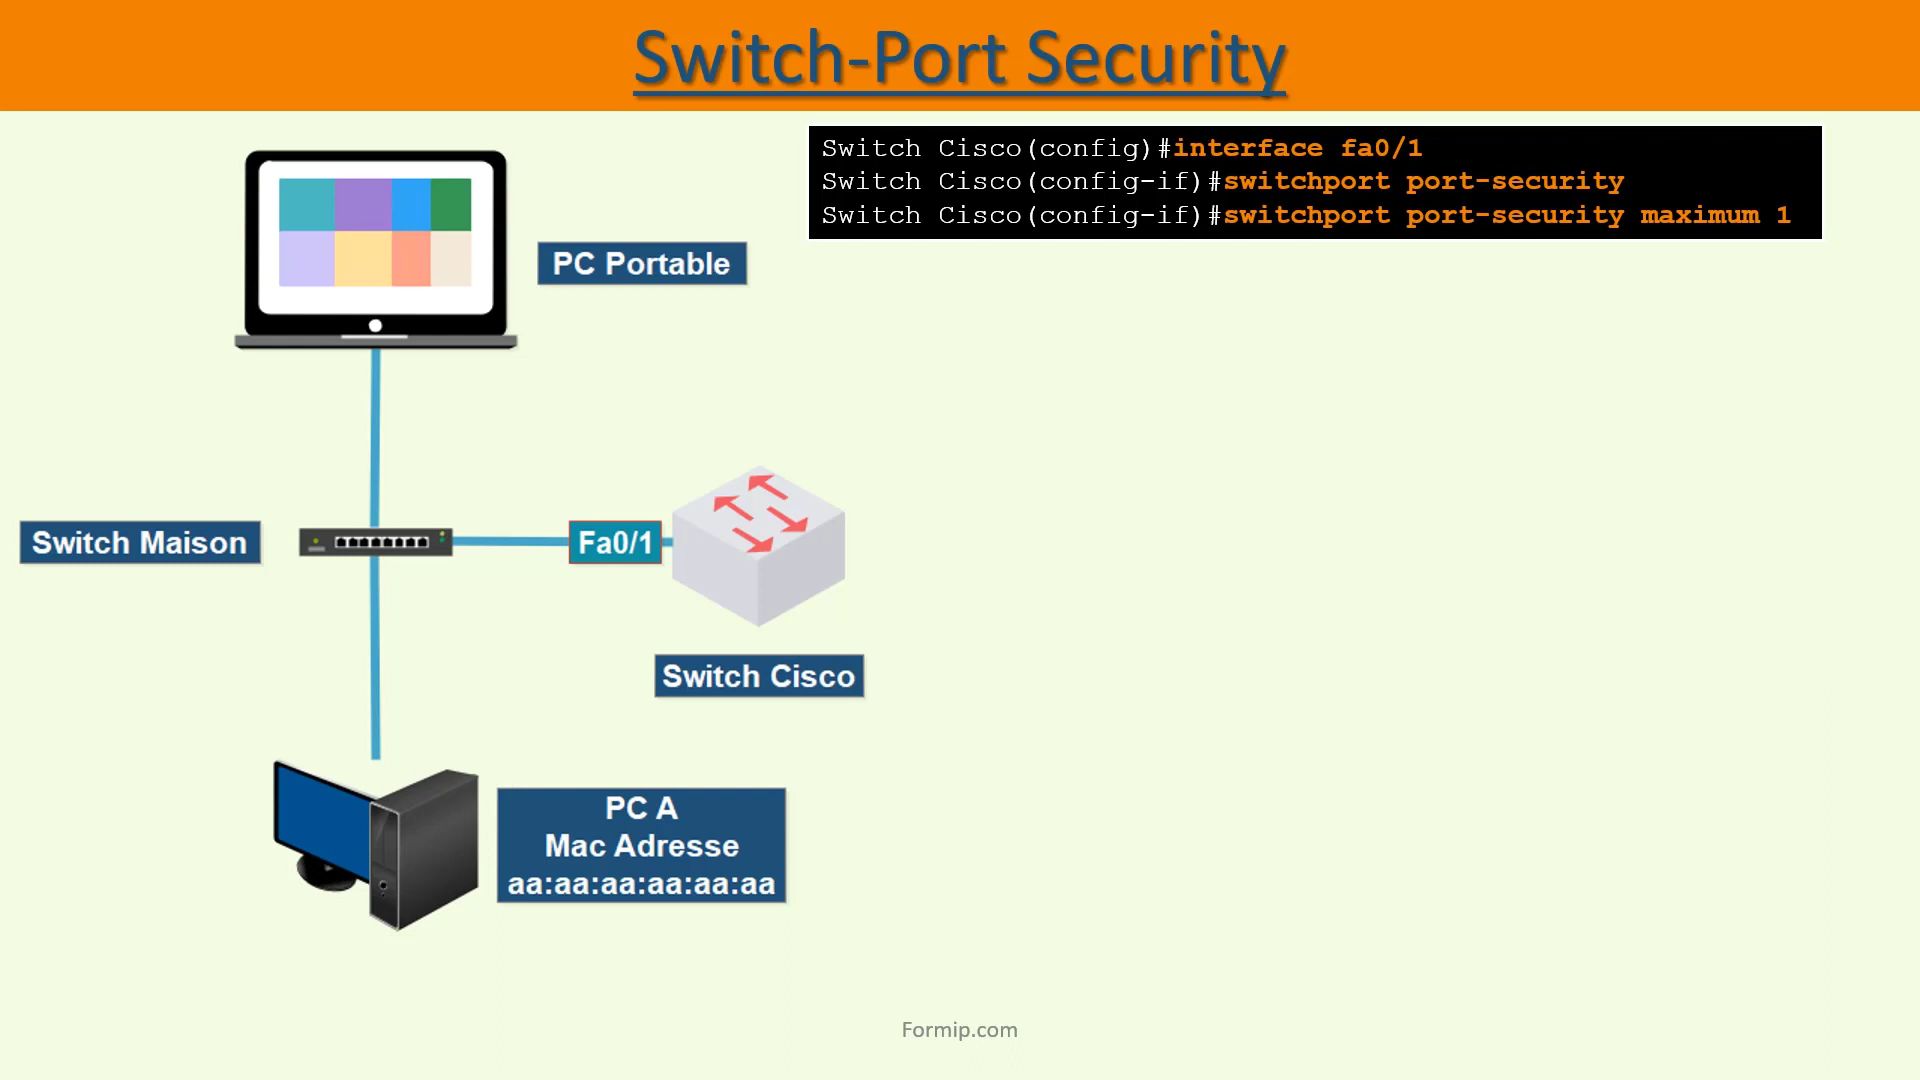 Switch-Port Security
Switch Cisco(config)#interface fa0/1
Switch Cisco(config-if)#switchport port-security
Switch Cisco(config-if)#switchport port-security maximum 1
PC Portable
Switch Maison
Fa0/1
Switch Cisco
PC A
Mac Adresse
aa:aa:aa:aa:aa:aa
Formip.com